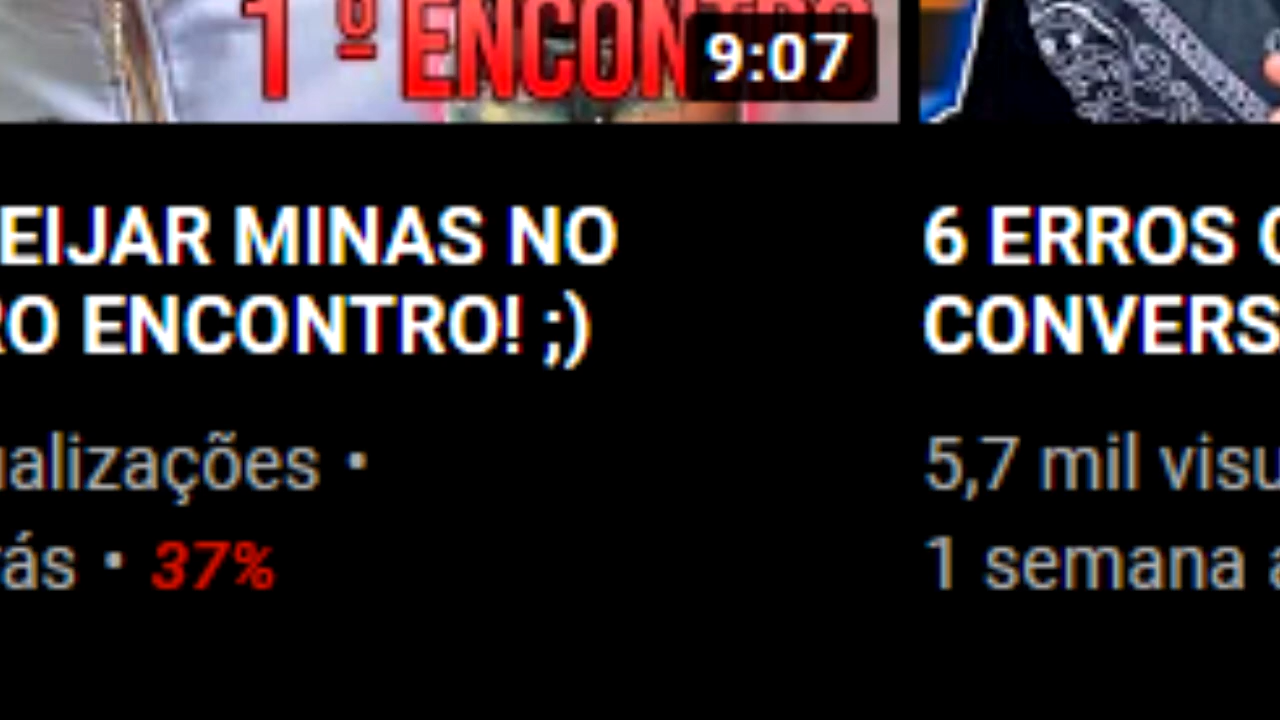 1º ENCONTRO
9:07
EIJAR MINAS NO
RO ENCONTRO! ;)
ualizações •
rás • 37%
6 ERROS
CONVERS
5,7 mil visu
1 semana a